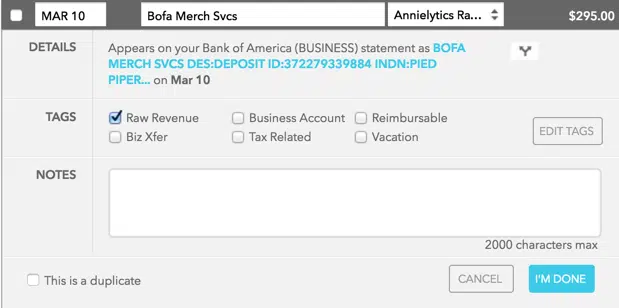 MAR 10 Bofa Merch Svcs Annielytics Ra... $295.00
DETAILS Appears on your Bank of America (BUSINESS) statement as BOFA
MERCH SVCS DES:DEPOSIT ID:372279339884 INDN:PIED
PIPER... on Mar 10
TAGS Raw Revenue Business Account Reimbursable
Biz Xfer Tax Related Vacation
EDIT TAGS
NOTES
2000 characters max
This is a duplicate CANCEL I'M DONE